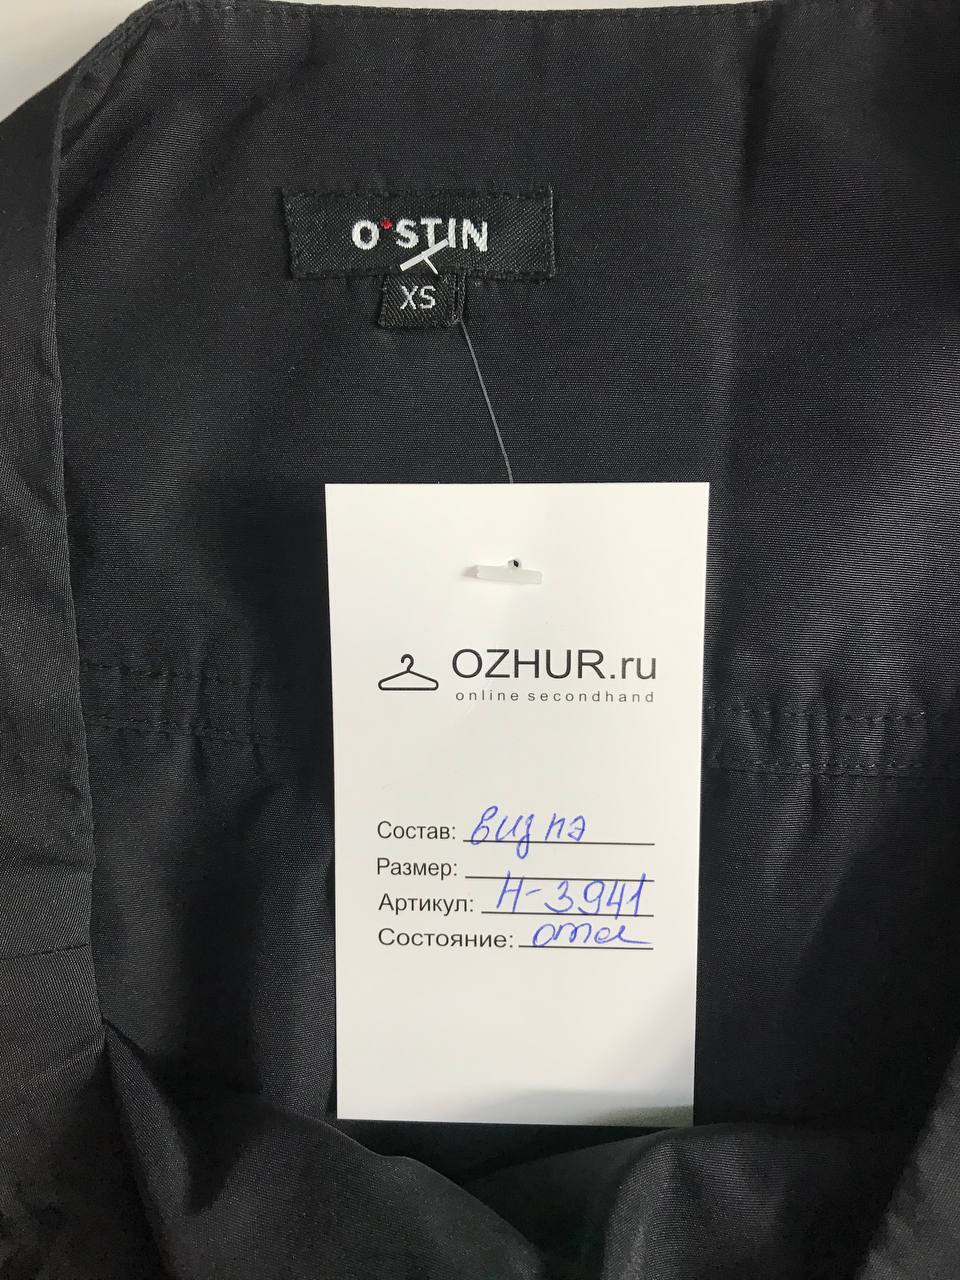 O'STIN
XS
OZHUR.ru
online secondhand
Состав: виз пэ
Размер:
Артикул: Н-3941
Состояние: отл